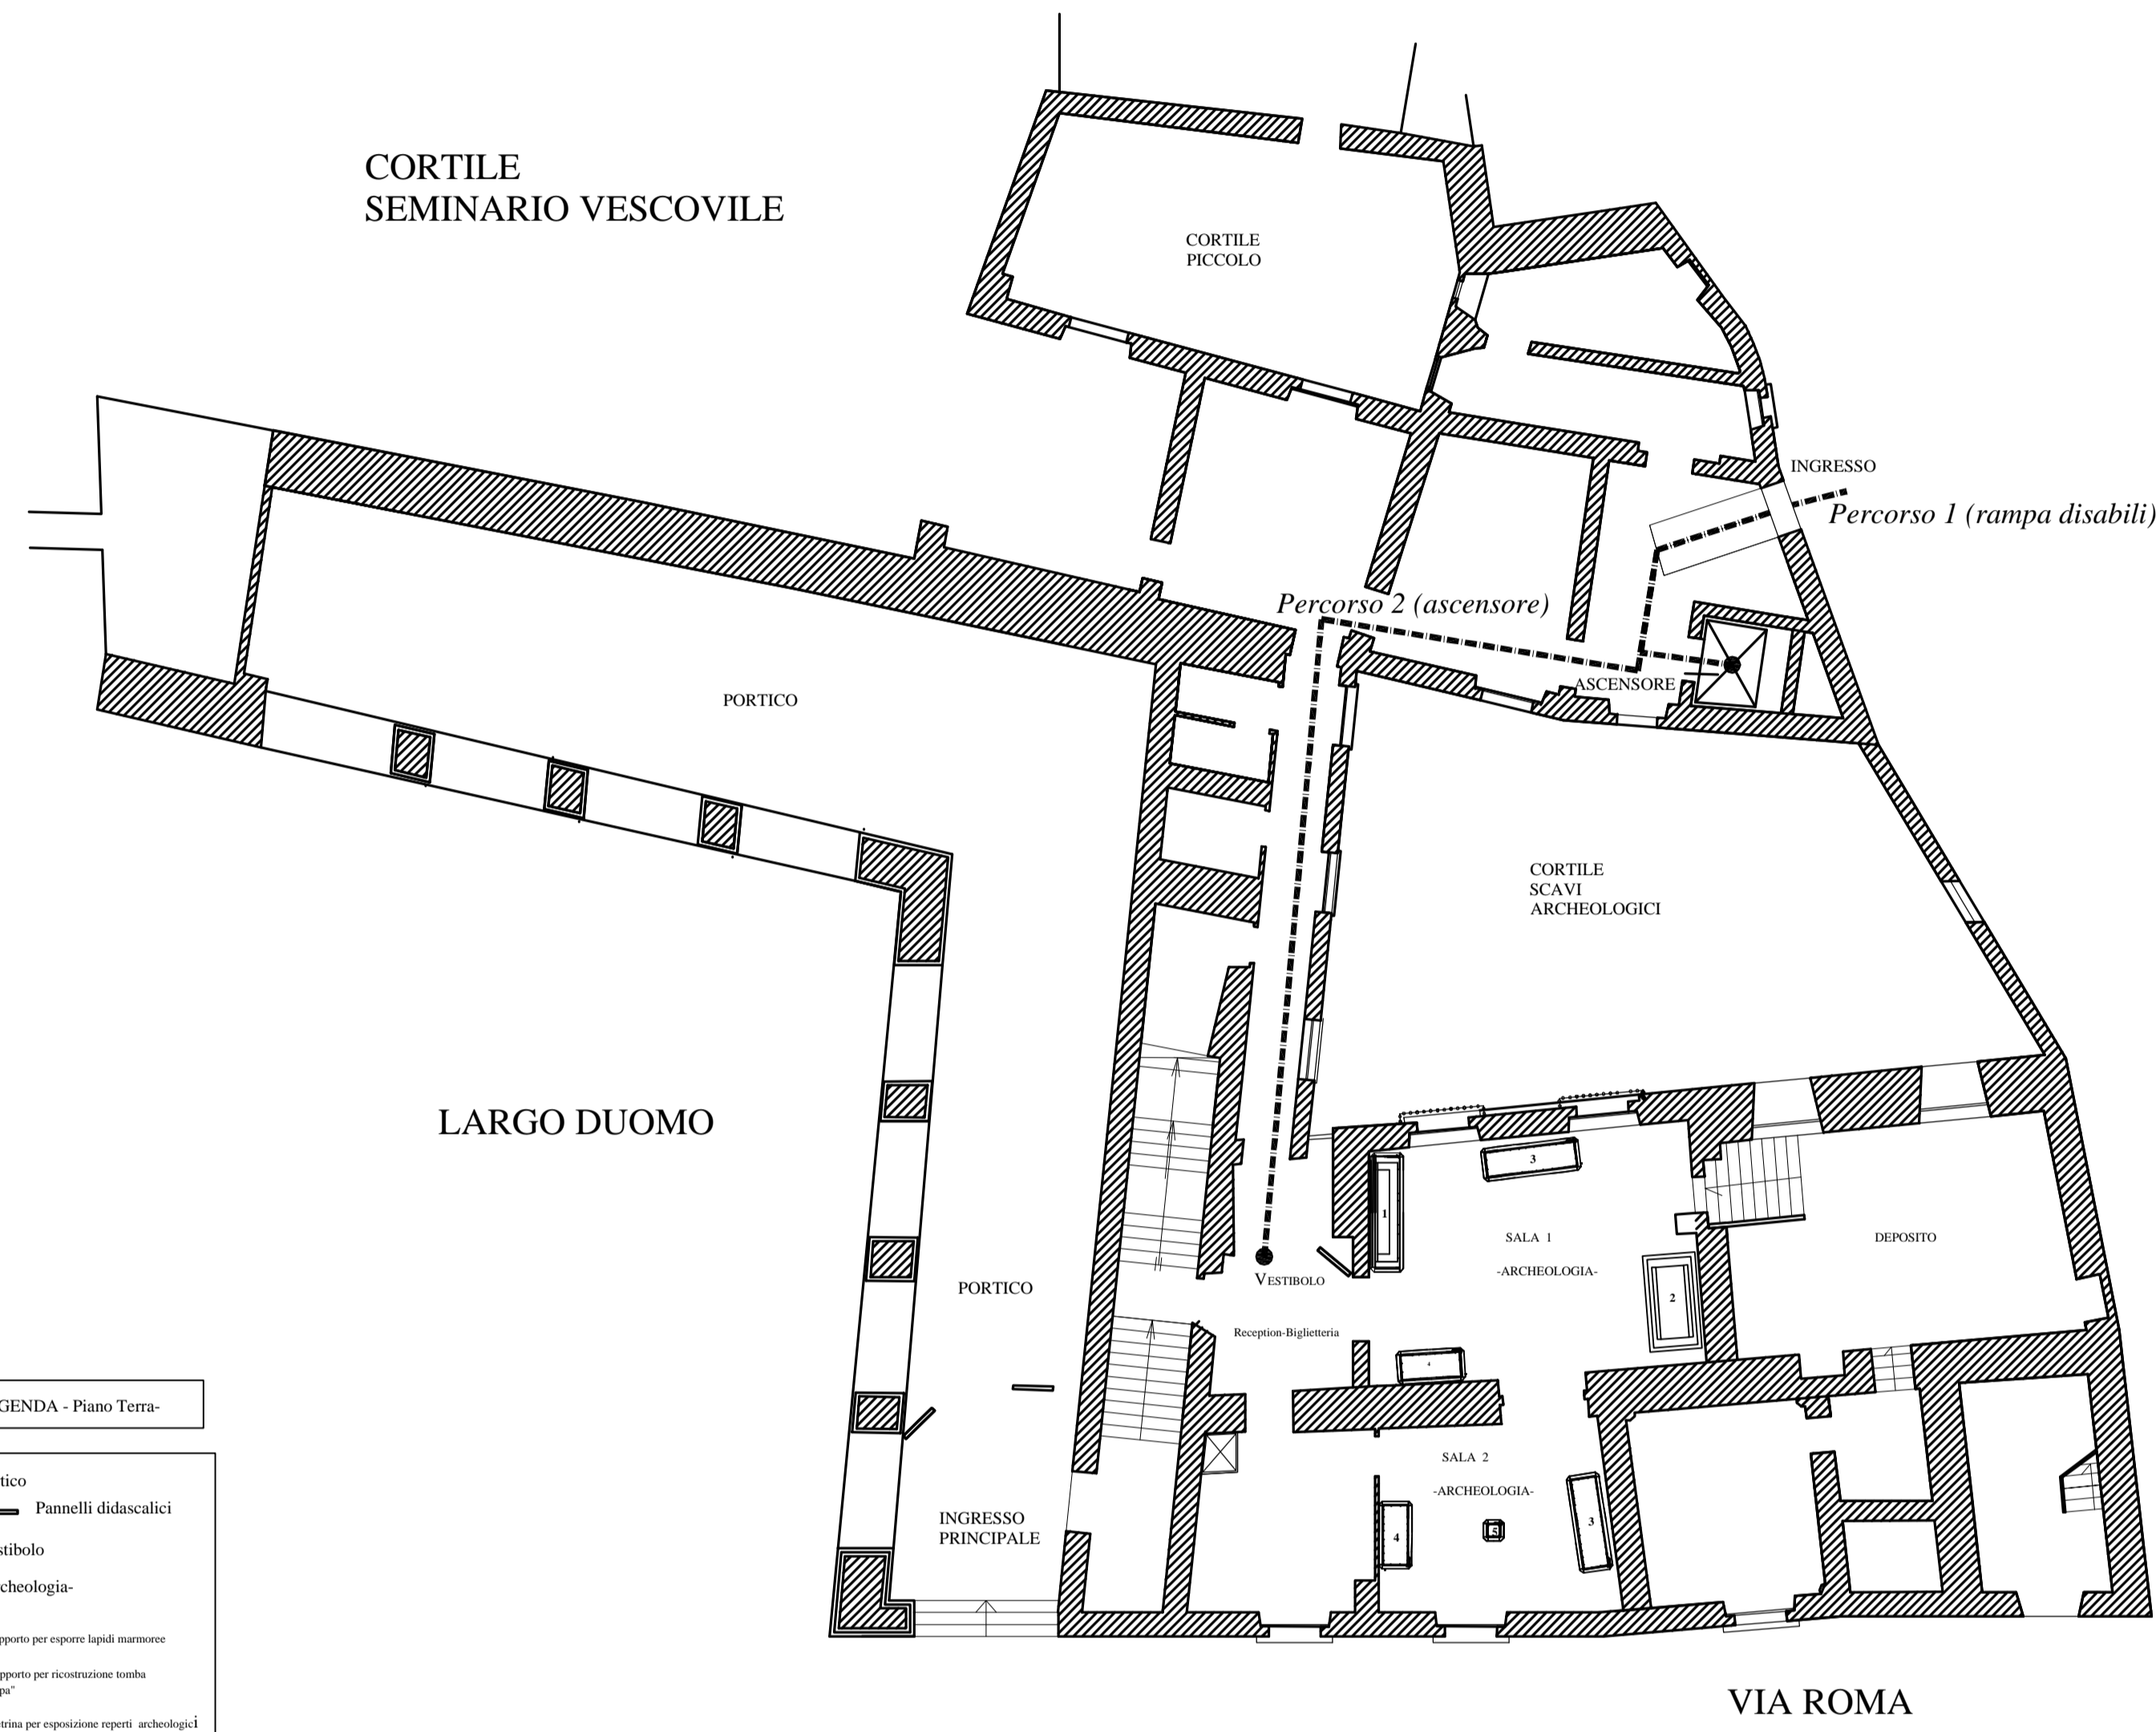 CORTILE
SEMINARIO VESCOVILE
CORTILE
PICCOLO
INGRESSO
Percorso 1 (rampa disabili)
Percorso 2 (ascensore)
ASCENSORE
PORTICO
CORTILE
SCAVI
ARCHEOLOGICI
LARGO DUOMO
3
1
SALA 1
-ARCHEOLOGIA-
DEPOSITO
VESTIBOLO
PORTICO
2
Reception-Biglietteria
4
GENDA - Piano Terra-
SALA 2
-ARCHEOLOGIA-
tico
Pannelli didascalici
INGRESSO
PRINCIPALE
4
5
3
stibolo
cheologia-
pporto per esporre lapidi marmoree
pporto per ricostruzione tomba
pa"
etrina per esposizione reperti archeologici
VIA ROMA